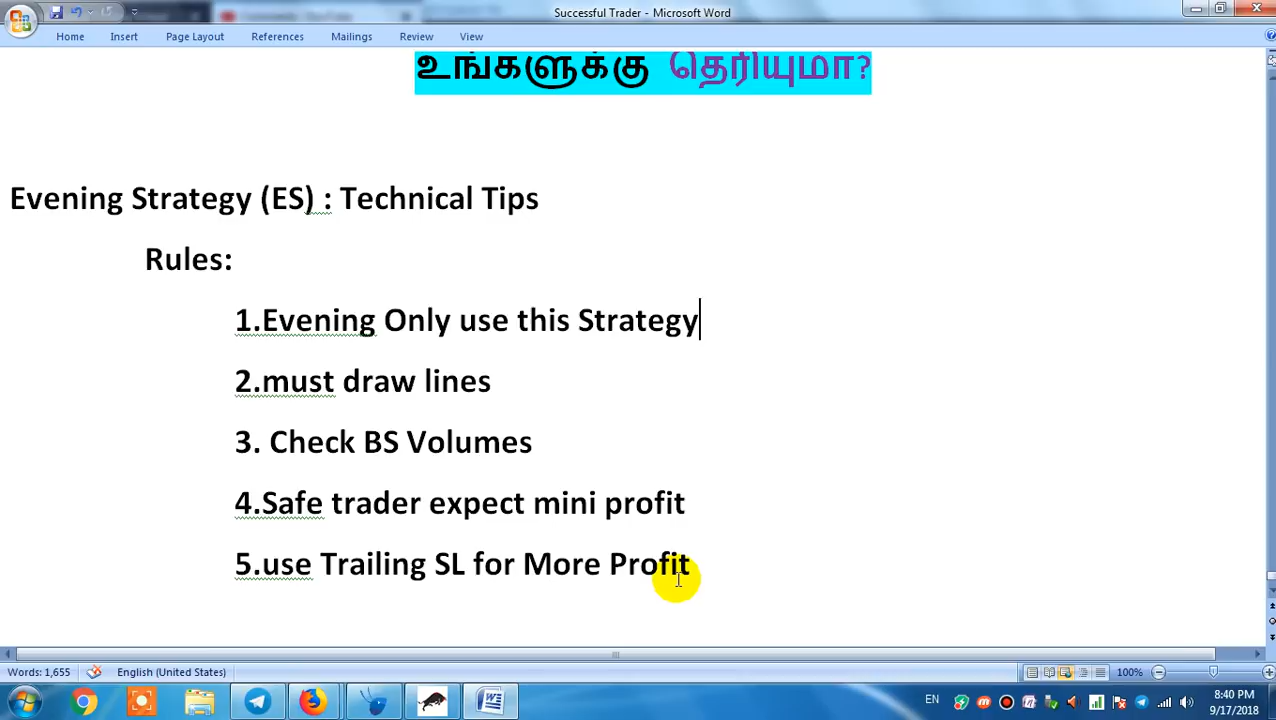 Successful Trader - Microsoft Word
Home Insert Page Layout References Mailings Review View
உங்களுக்கு தெரியுமா?
Evening Strategy (ES) : Technical Tips
Rules:
1.Evening Only use this Strategy
2.must draw lines
3. Check BS Volumes
4.Safe trader expect mini profit
5.use Trailing SL for More Profit
Words: 1,655 English (United States) 100%
EN 8:40 PM
9/17/2018